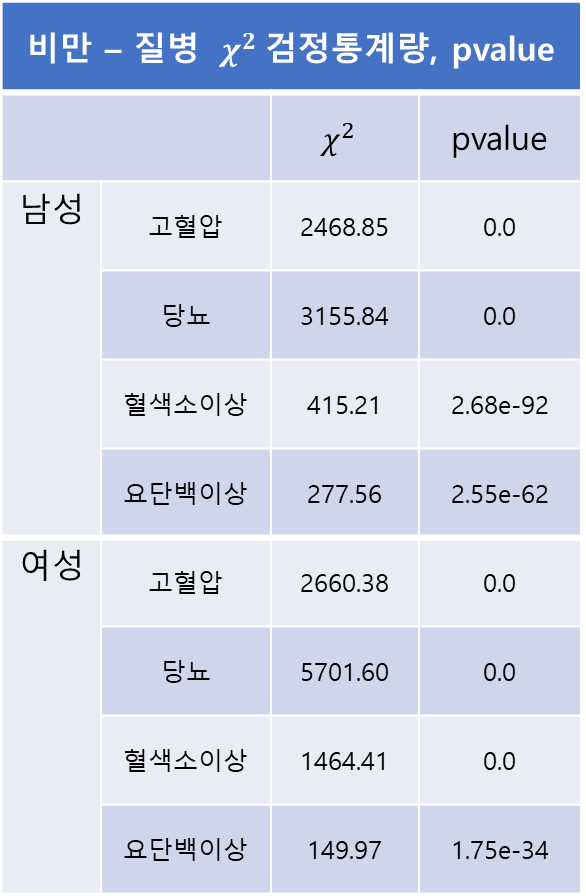 비만 – 질병 χ² 검정통계량, pvalue
χ² pvalue
남성 고혈압 2468.85 0.0
당뇨 3155.84 0.0
혈색소이상 415.21 2.68e-92
요단백이상 277.56 2.55e-62
여성 고혈압 2660.38 0.0
당뇨 5701.60 0.0
혈색소이상 1464.41 0.0
요단백이상 149.97 1.75e-34